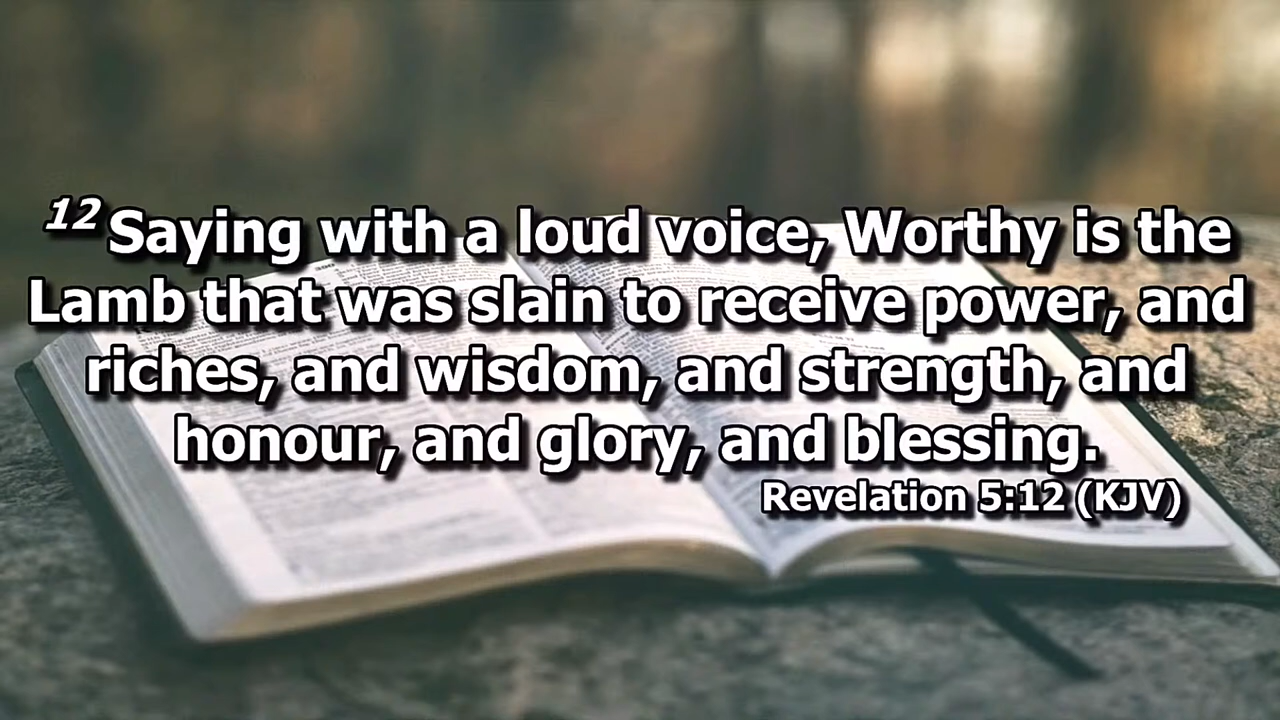 12 Saying with a loud voice, Worthy is the
Lamb that was slain to receive power, and
riches, and wisdom, and strength, and
honour, and glory, and blessing.
Revelation 5:12 (KJV)